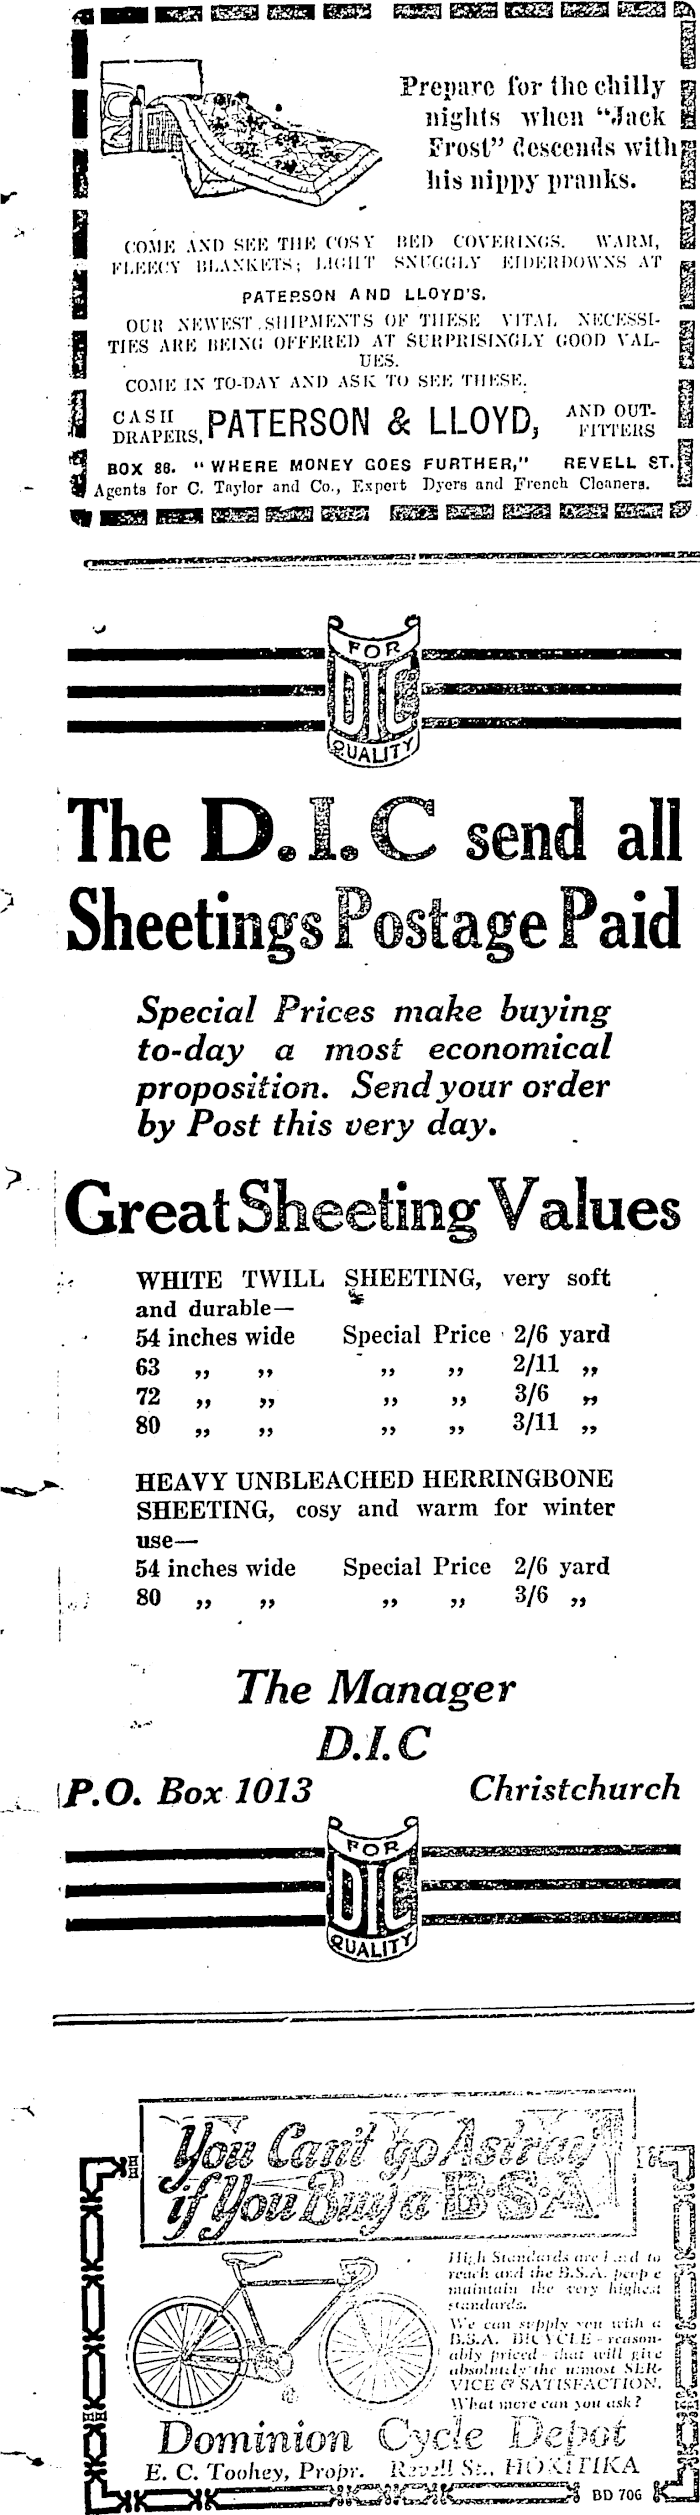 Prepare for the chilly
nights when "Jack
Frost" descends with
his nippy pranks.
COME AND SEE THE COSY BED COVERINGS. WARM,
FLEECY BLANKETS; LIGHT SNUGGLY EIDERDOWNS AT
PATERSON AND LLOYD'S.
OUR NEWEST SHIPMENTS OF THESE VITAL NECESSI-
TIES ARE BEING OFFERED AT SURPRISINGLY GOOD VAL-
UES.
COME IN TO-DAY AND ASK TO SEE THESE.
CASH
DRAPERS, PATERSON & LLOYD, AND OUT-
FITTERS
BOX 86. "WHERE MONEY GOES FURTHER," REVELL ST.
Agents for C. Taylor and Co., Expert Dyers and French Cleaners.
FOR
DIC
QUALITY
The D.I.C send all
Sheetings Postage Paid
Special Prices make buying
to-day a most economical
proposition. Send your order
by Post this very day.
Great Sheeting Values
WHITE TWILL SHEETING, very soft
and durable—
54 inches wide Special Price 2/6 yard
63 ,, ,, ,, ,, 2/11 ,,
72 ,, ,, ,, ,, 3/6 ,,
80 ,, ,, ,, ,, 3/11 ,,
HEAVY UNBLEACHED HERRINGBONE
SHEETING, cosy and warm for winter
use—
54 inches wide Special Price 2/6 yard
80 ,, ,, ,, ,, 3/6 ,,
The Manager
D.I.C
P.O. Box 1013 Christchurch
FOR
DIC
QUALITY
You Can't go Astray
if You Buy a B.S.A.
High Standards are hard to
reach and the B.S.A. people
maintain the very highest
standards.
We can supply you with a
B.S.A. BICYCLE - reason-
ably priced - that will give
absolutely the utmost SER-
VICE & SATISFACTION.
What more can you ask?
Dominion Cycle Depot
E. C. Toohey, Propr. Revell St., HOKITIKA
BD 706